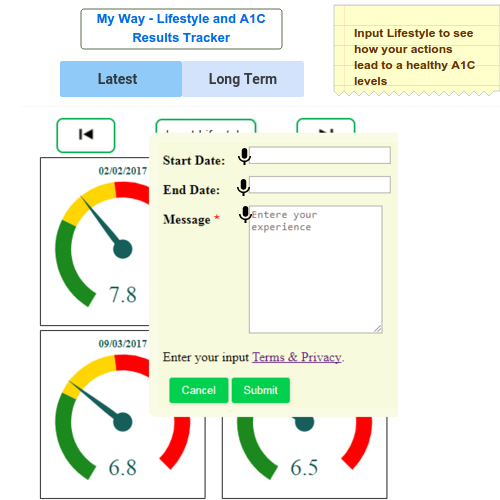 My Way - Lifestyle and A1C
Results Tracker
Input Lifestyle to see
how your actions
lead to a healthy A1C
levels
Latest
Long Term
02/02/2017
7.8
Start Date:
End Date:
Message *
Entere your
experience
Enter your input Terms & Privacy.
Cancel
Submit
09/03/2017
6.8
6.5